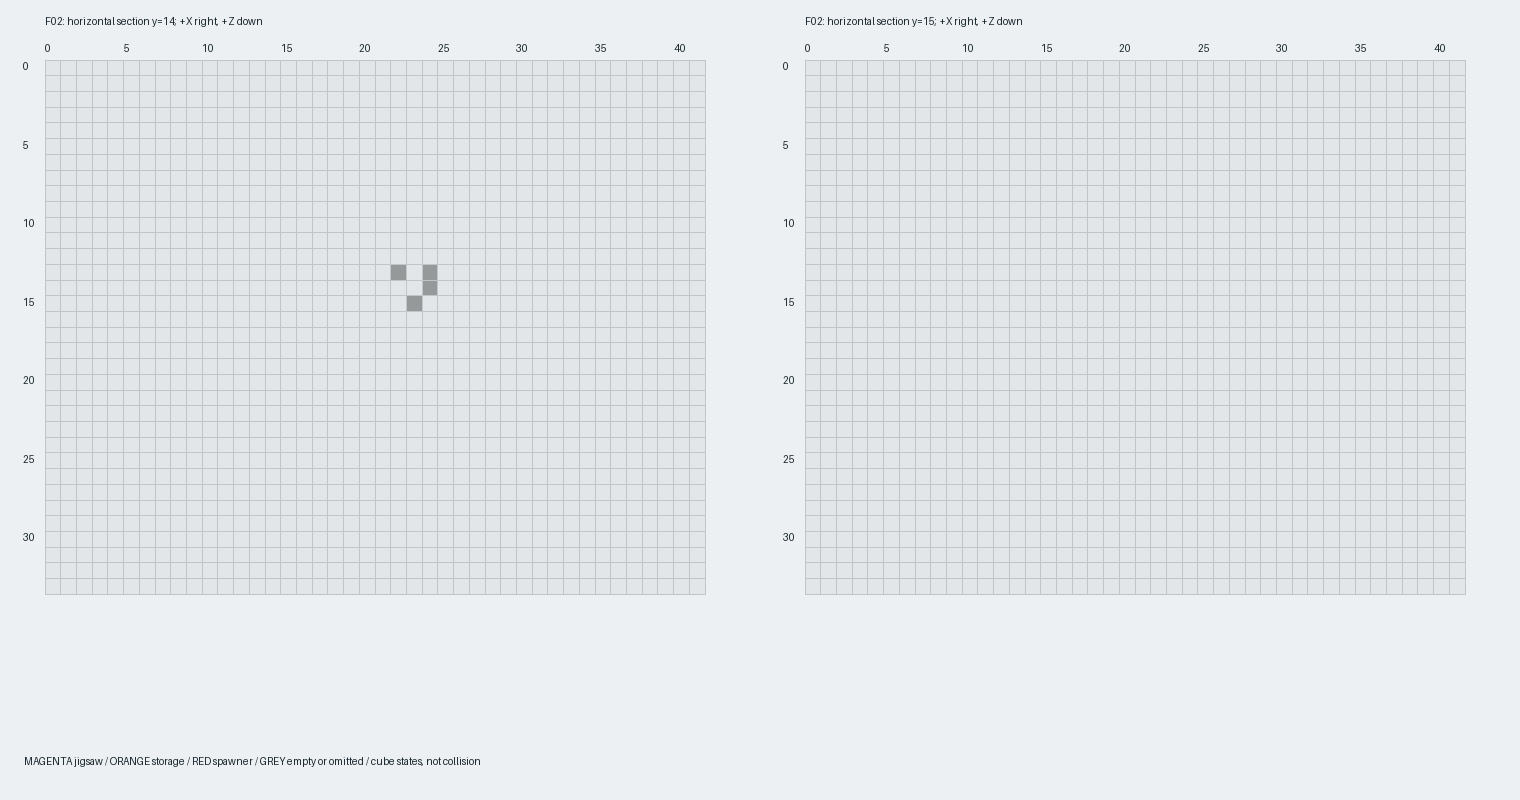 F02: horizontal section y=14; +X right, +Z down
F02: horizontal section y=15; +X right, +Z down
0 5 10 15 20 25 30 35 40
0 5 10 15 20 25 30 35 40
0
0
5
5
10
10
15
15
20
20
25
25
30
30
MAGENTA jigsaw / ORANGE storage / RED spawner / GREY empty or omitted / cube states, not collision